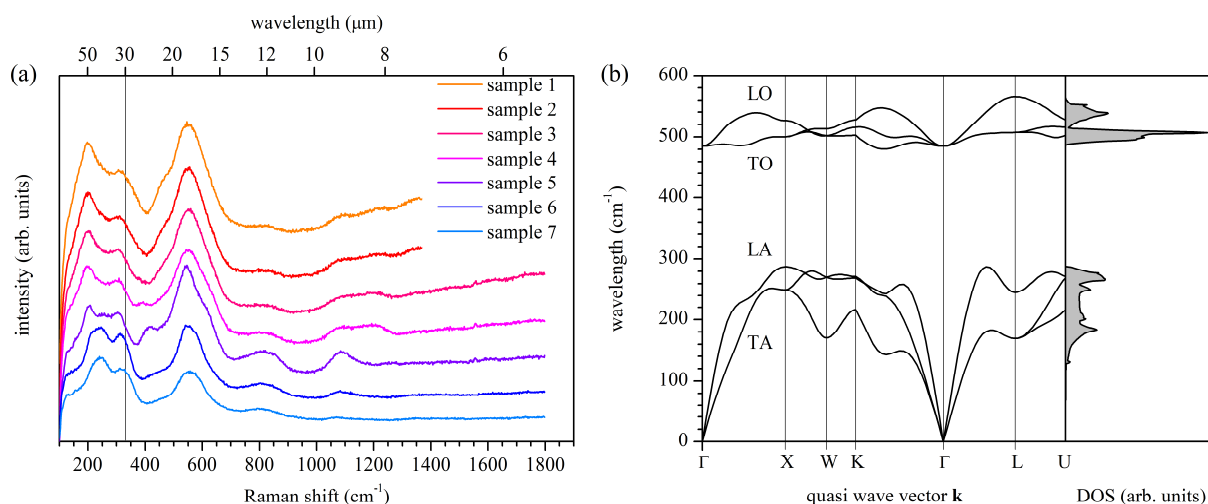 wavelength (μm)
50 30 20 15 12 10 8 6
(a)
intensity (arb. units)
sample 1
sample 2
sample 3
sample 4
sample 5
sample 6
sample 7
200 400 600 800 1000 1200 1400 1600 1800
Raman shift (cm-1)
(b)
wavelength (cm-1)
600
500
400
300
200
100
0
LO
TO
LA
TA
Γ X W K Γ L U
quasi wave vector k
DOS (arb. units)